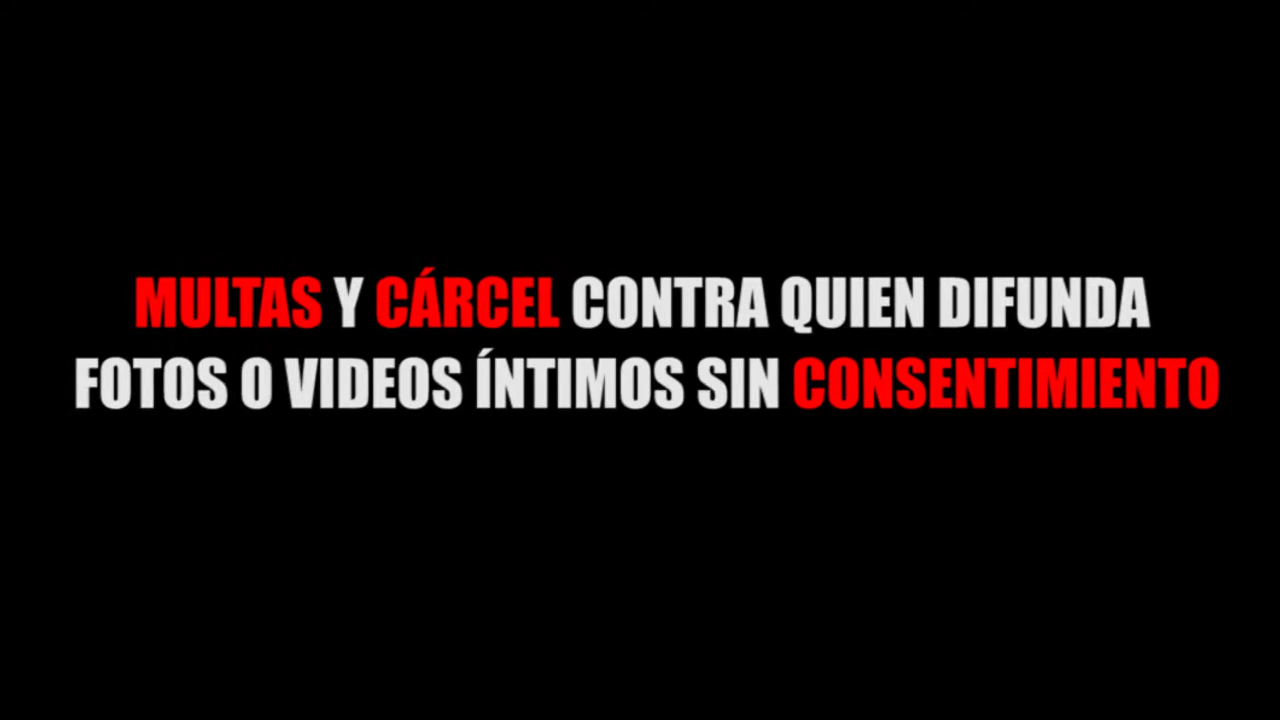 MULTAS Y CÁRCEL CONTRA QUIEN DIFUNDA
FOTOS O VIDEOS ÍNTIMOS SIN CONSENTIMIENTO